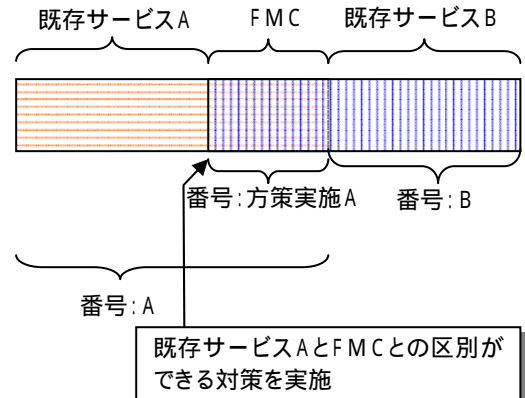 既存サービスA
FMC
既存サービスB
番号:方策実施A
番号:B
番号:A
既存サービスAとFMCとの区別が
できる対策を実施